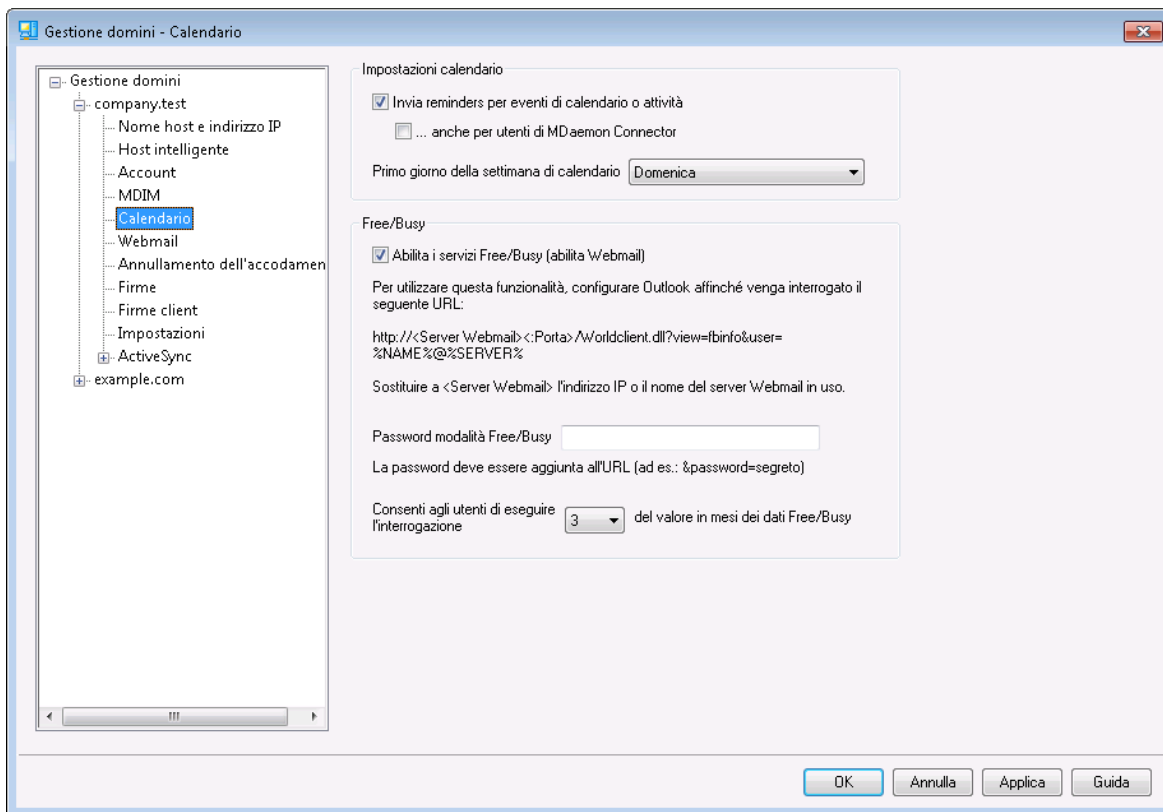 Gestione domini - Calendario
Gestione domini
company.test
Nome host e indirizzo IP
Host intelligente
Account
MDIM
Calendario
Webmail
Annullamento dell'accodamen
Firme
Firme client
Impostazioni
ActiveSync
example.com
Impostazioni calendario
Invia reminders per eventi di calendario o attività
... anche per utenti di MDaemon Connector
Primo giorno della settimana di calendario Domenica
Free/Busy
Abilita i servizi Free/Busy (abilita Webmail)
Per utilizzare questa funzionalità, configurare Outlook affinché venga interrogato il
seguente URL:
http://<Server Webmail><:Porta>/Worldclient.dll?view=fbinfo&user=
%NAME%@%SERVER%
Sostituire a <Server Webmail> l'indirizzo IP o il nome del server Webmail in uso.
Password modalità Free/Busy
La password deve essere aggiunta all'URL (ad es.: &password=segreto)
Consenti agli utenti di eseguire
l'interrogazione
3
del valore in mesi dei dati Free/Busy
OK
Annulla
Applica
Guida